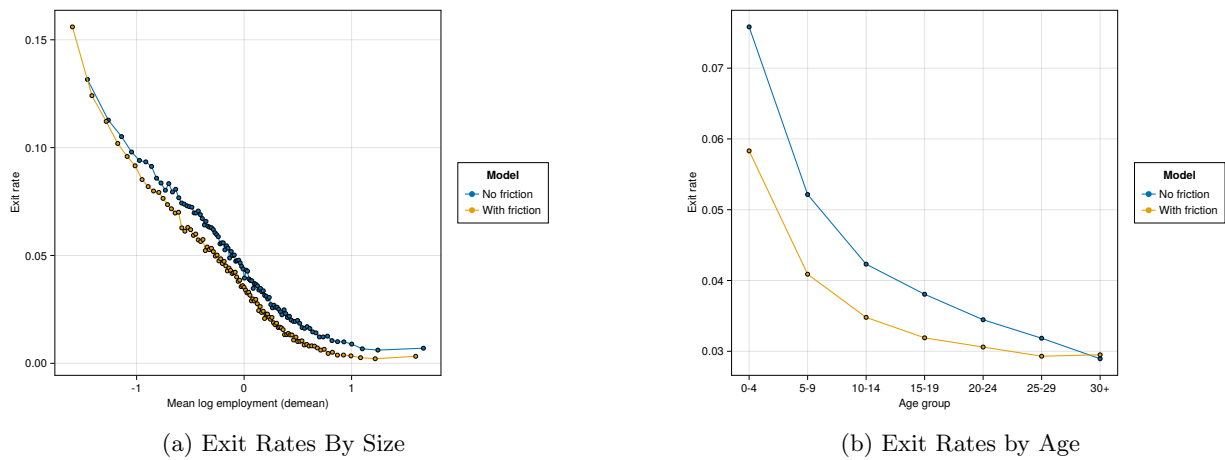 Exit rate
0.15
0.10
0.05
0.00
-1
0
1
Mean log employment (demean)
Model
No friction
With friction
(a) Exit Rates By Size
Exit rate
0.07
0.06
0.05
0.04
0.03
0-4
5-9
10-14
15-19
20-24
25-29
30+
Age group
Model
No friction
With friction
(b) Exit Rates by Age